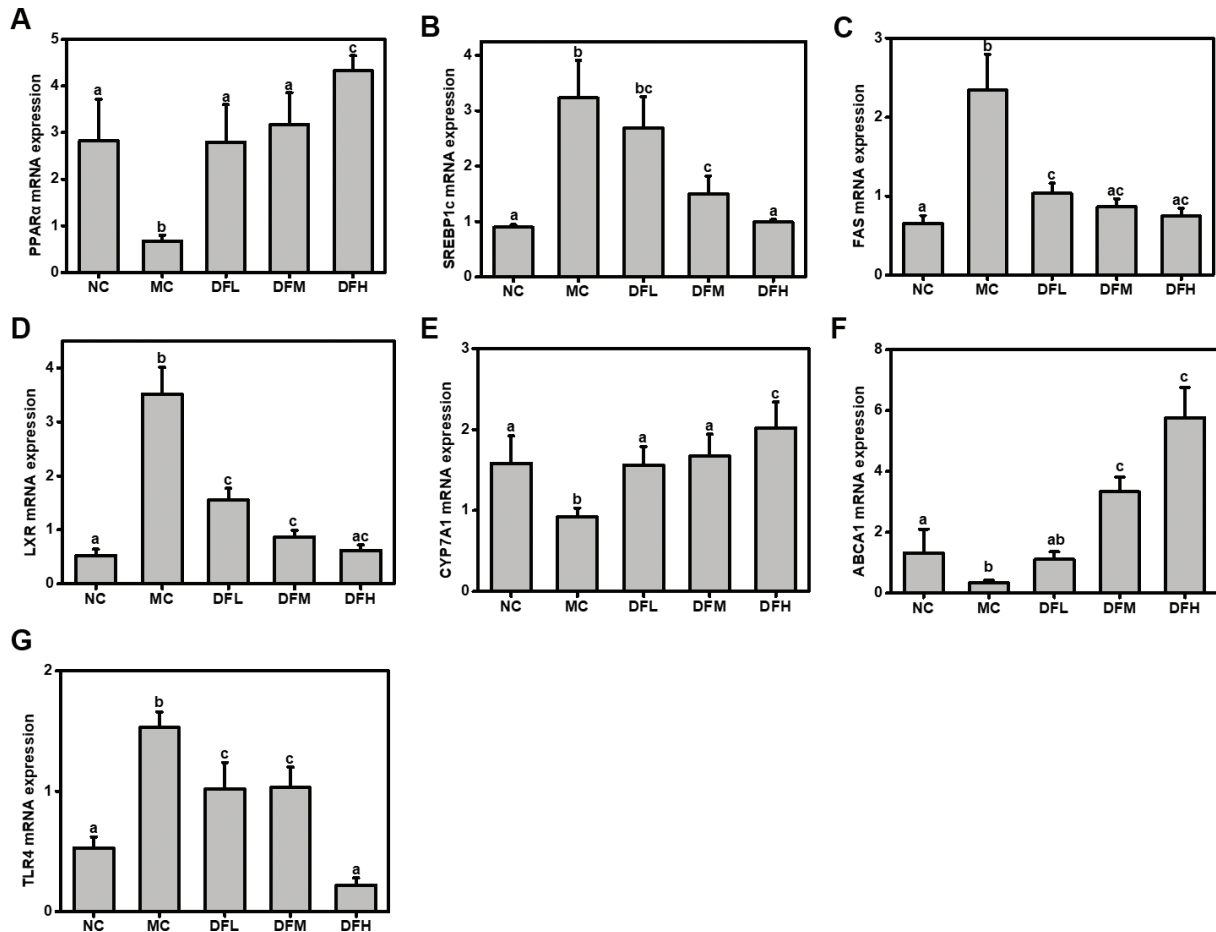 A
PPARα mRNA expression
5
4
3
2
1
0
a
b
a
a
c
NC MC DFL DFM DFH
B
SREBP1c mRNA expression
4
3
2
1
0
a
b
bc
c
a
NC MC DFL DFM DFH
C
FAS mRNA expression
3
2
1
0
a
b
c
ac
ac
NC MC DFL DFM DFH
D
LXR mRNA expression
4
3
2
1
0
a
b
c
c
ac
NC MC DFL DFM DFH
E
CYP7A1 mRNA expression
3
2
1
0
a
b
a
a
c
NC MC DFL DFM DFH
F
ABCA1 mRNA expression
8
6
4
2
0
a
b
ab
c
c
NC MC DFL DFM DFH
G
TLR4 mRNA expression
2
1
0
a
b
c
c
a
NC MC DFL DFM DFH